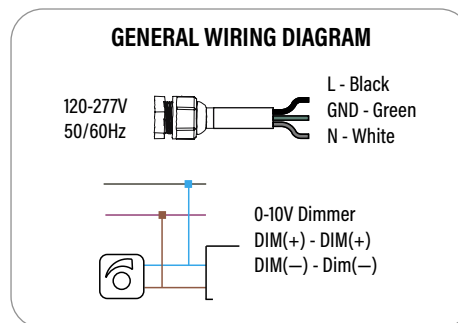 GENERAL WIRING DIAGRAM
120-277V
50/60Hz
L - Black
GND - Green
N - White
0-10V Dimmer
DIM(+) - DIM(+)
DIM(—) - Dim(—)